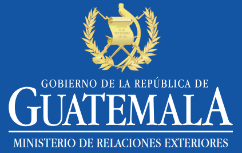 GOBIERNO DE LA REPÚBLICA DE
GUATEMALA
MINISTERIO DE RELACIONES EXTERIORES